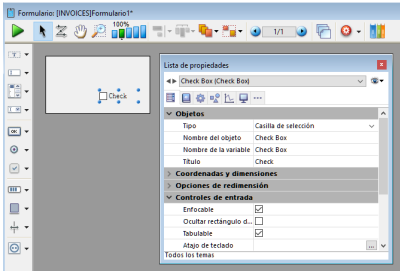 Formulario: [INVOICES]Formulario1*
100%
1/1
Check
Lista de propiedades
Check Box (Check Box)
Objetos
Tipo Casilla de selección
Nombre del objeto Check Box
Nombre de la variable Check Box
Título Check
Coordenadas y dimensiones
Opciones de redimensión
Controles de entrada
Enfocable
Ocultar rectángulo d...
Tabulable
Atajo de teclado ...
Todos los temas
OK